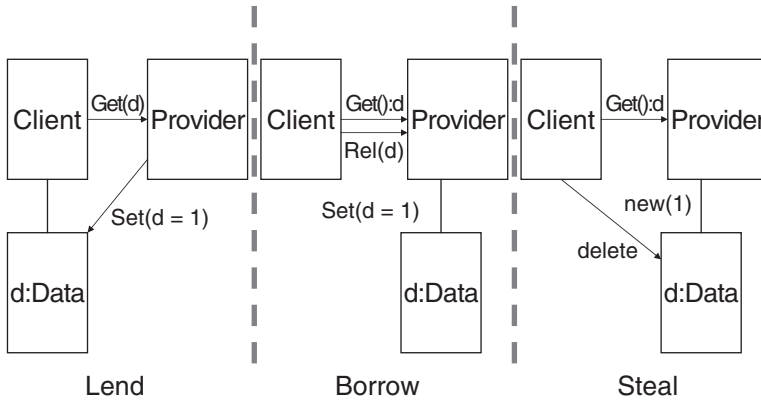 Client
Get(d)
Provider
Set(d = 1)
d:Data
Lend
Client
Get():d
Rel(d)
Provider
Set(d = 1)
d:Data
Borrow
Client
Get():d
Provider
new(1)
delete
d:Data
Steal